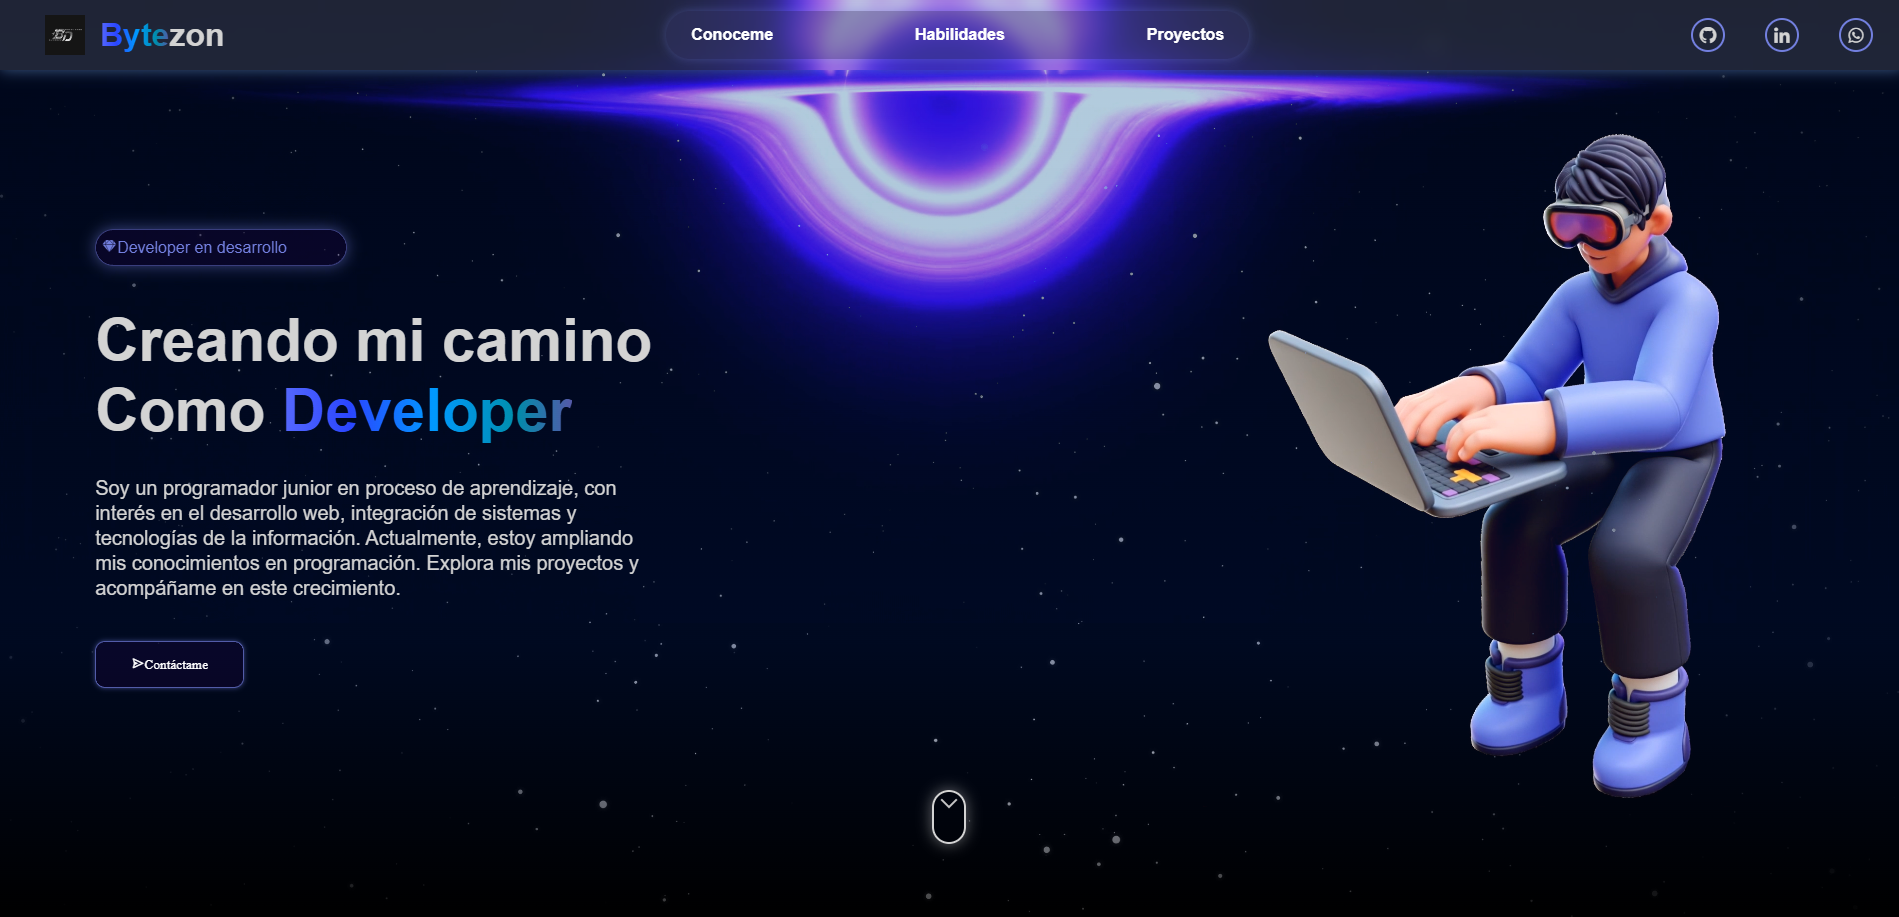 Bytezon
Conoceme
Habilidades
Proyectos
Developer en desarrollo
Creando mi camino
Como Developer
Soy un programador junior en proceso de aprendizaje, con
interés en el desarrollo web, integración de sistemas y
tecnologías de la información. Actualmente, estoy ampliando
mis conocimientos en programación. Explora mis proyectos y
acompáñame en este crecimiento.
Contáctame